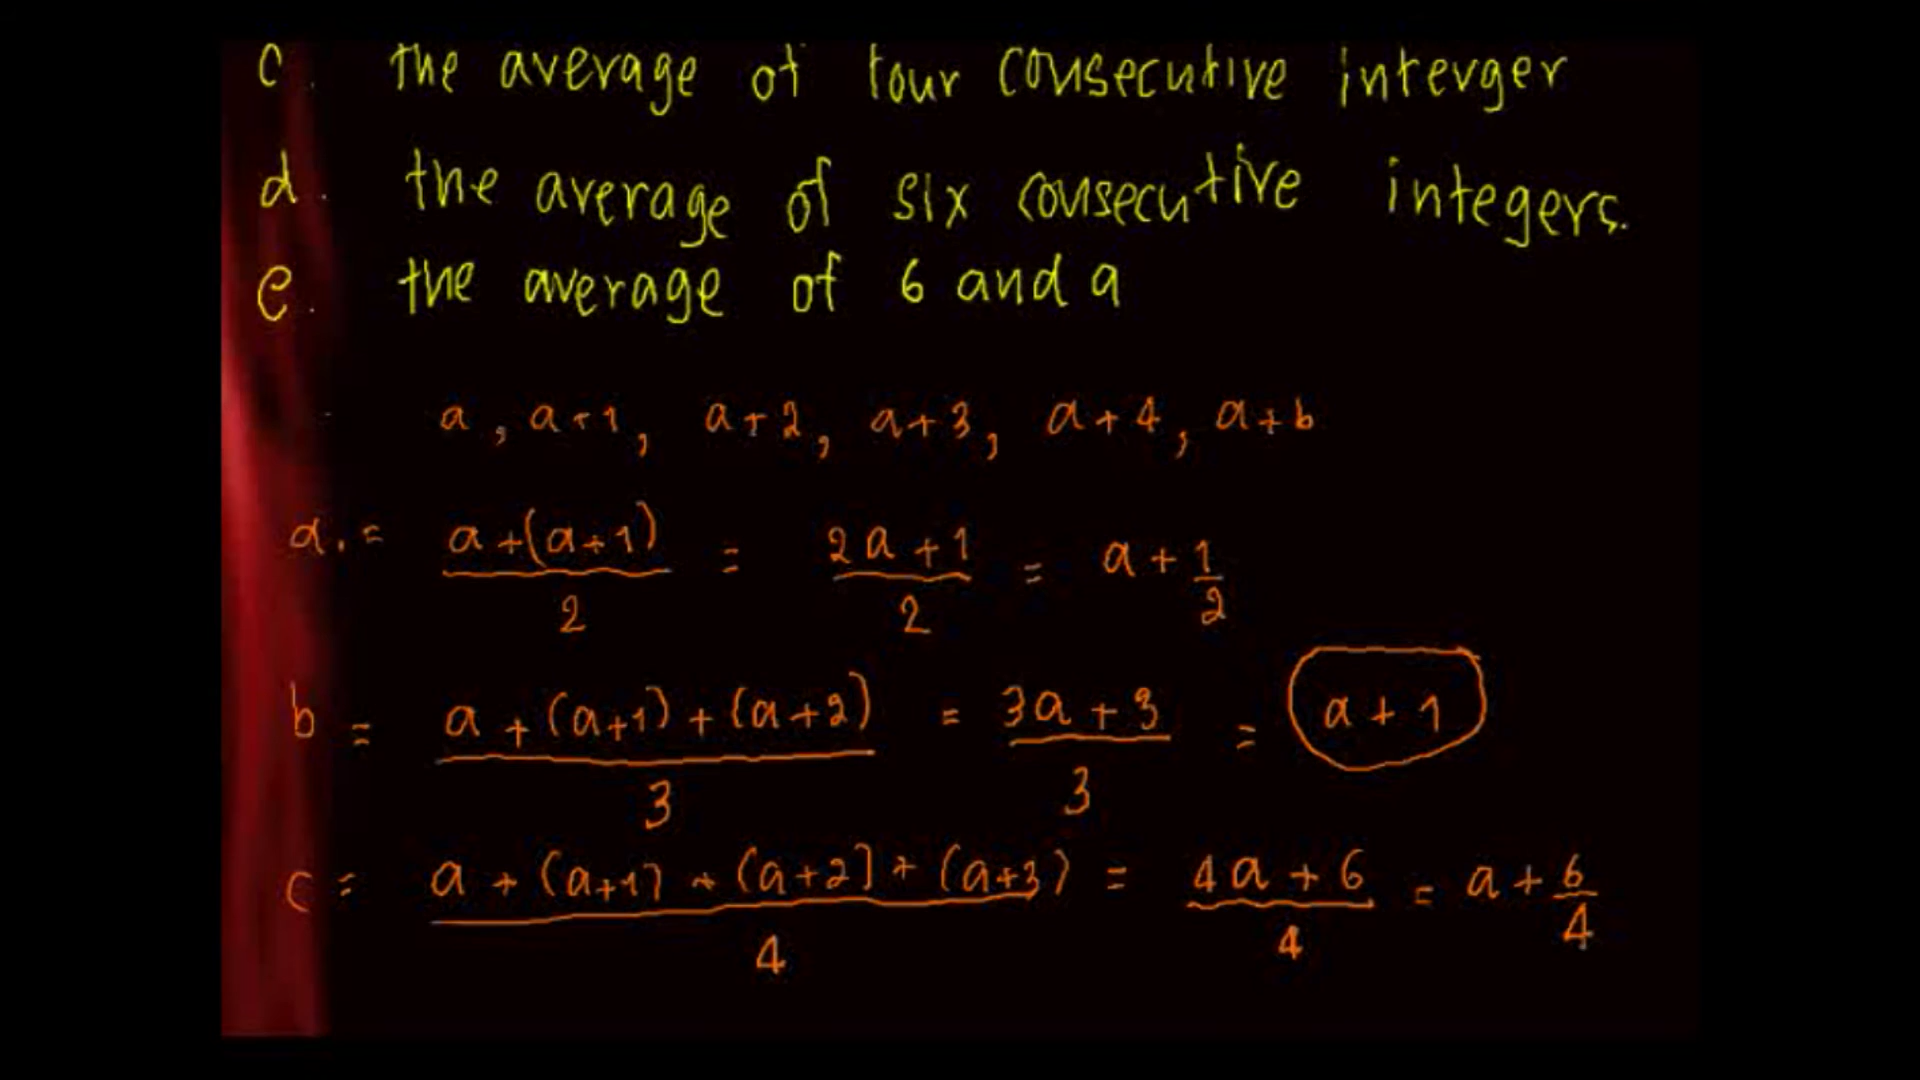 c. the average of four consecutive interger
d. the average of six consecutive integers.
e. the average of 6 and 9
a, a+1, a+2, a+3, a+4, a+b
a. = a+(a+1)/2 = 2a+1/2 = a + 1/2
b = a+(a+1)+(a+2)/3 = 3a+3/3 = a+1
c = a+(a+1)+(a+2)+(a+3)/4 = 4a+6/4 = a+6/4